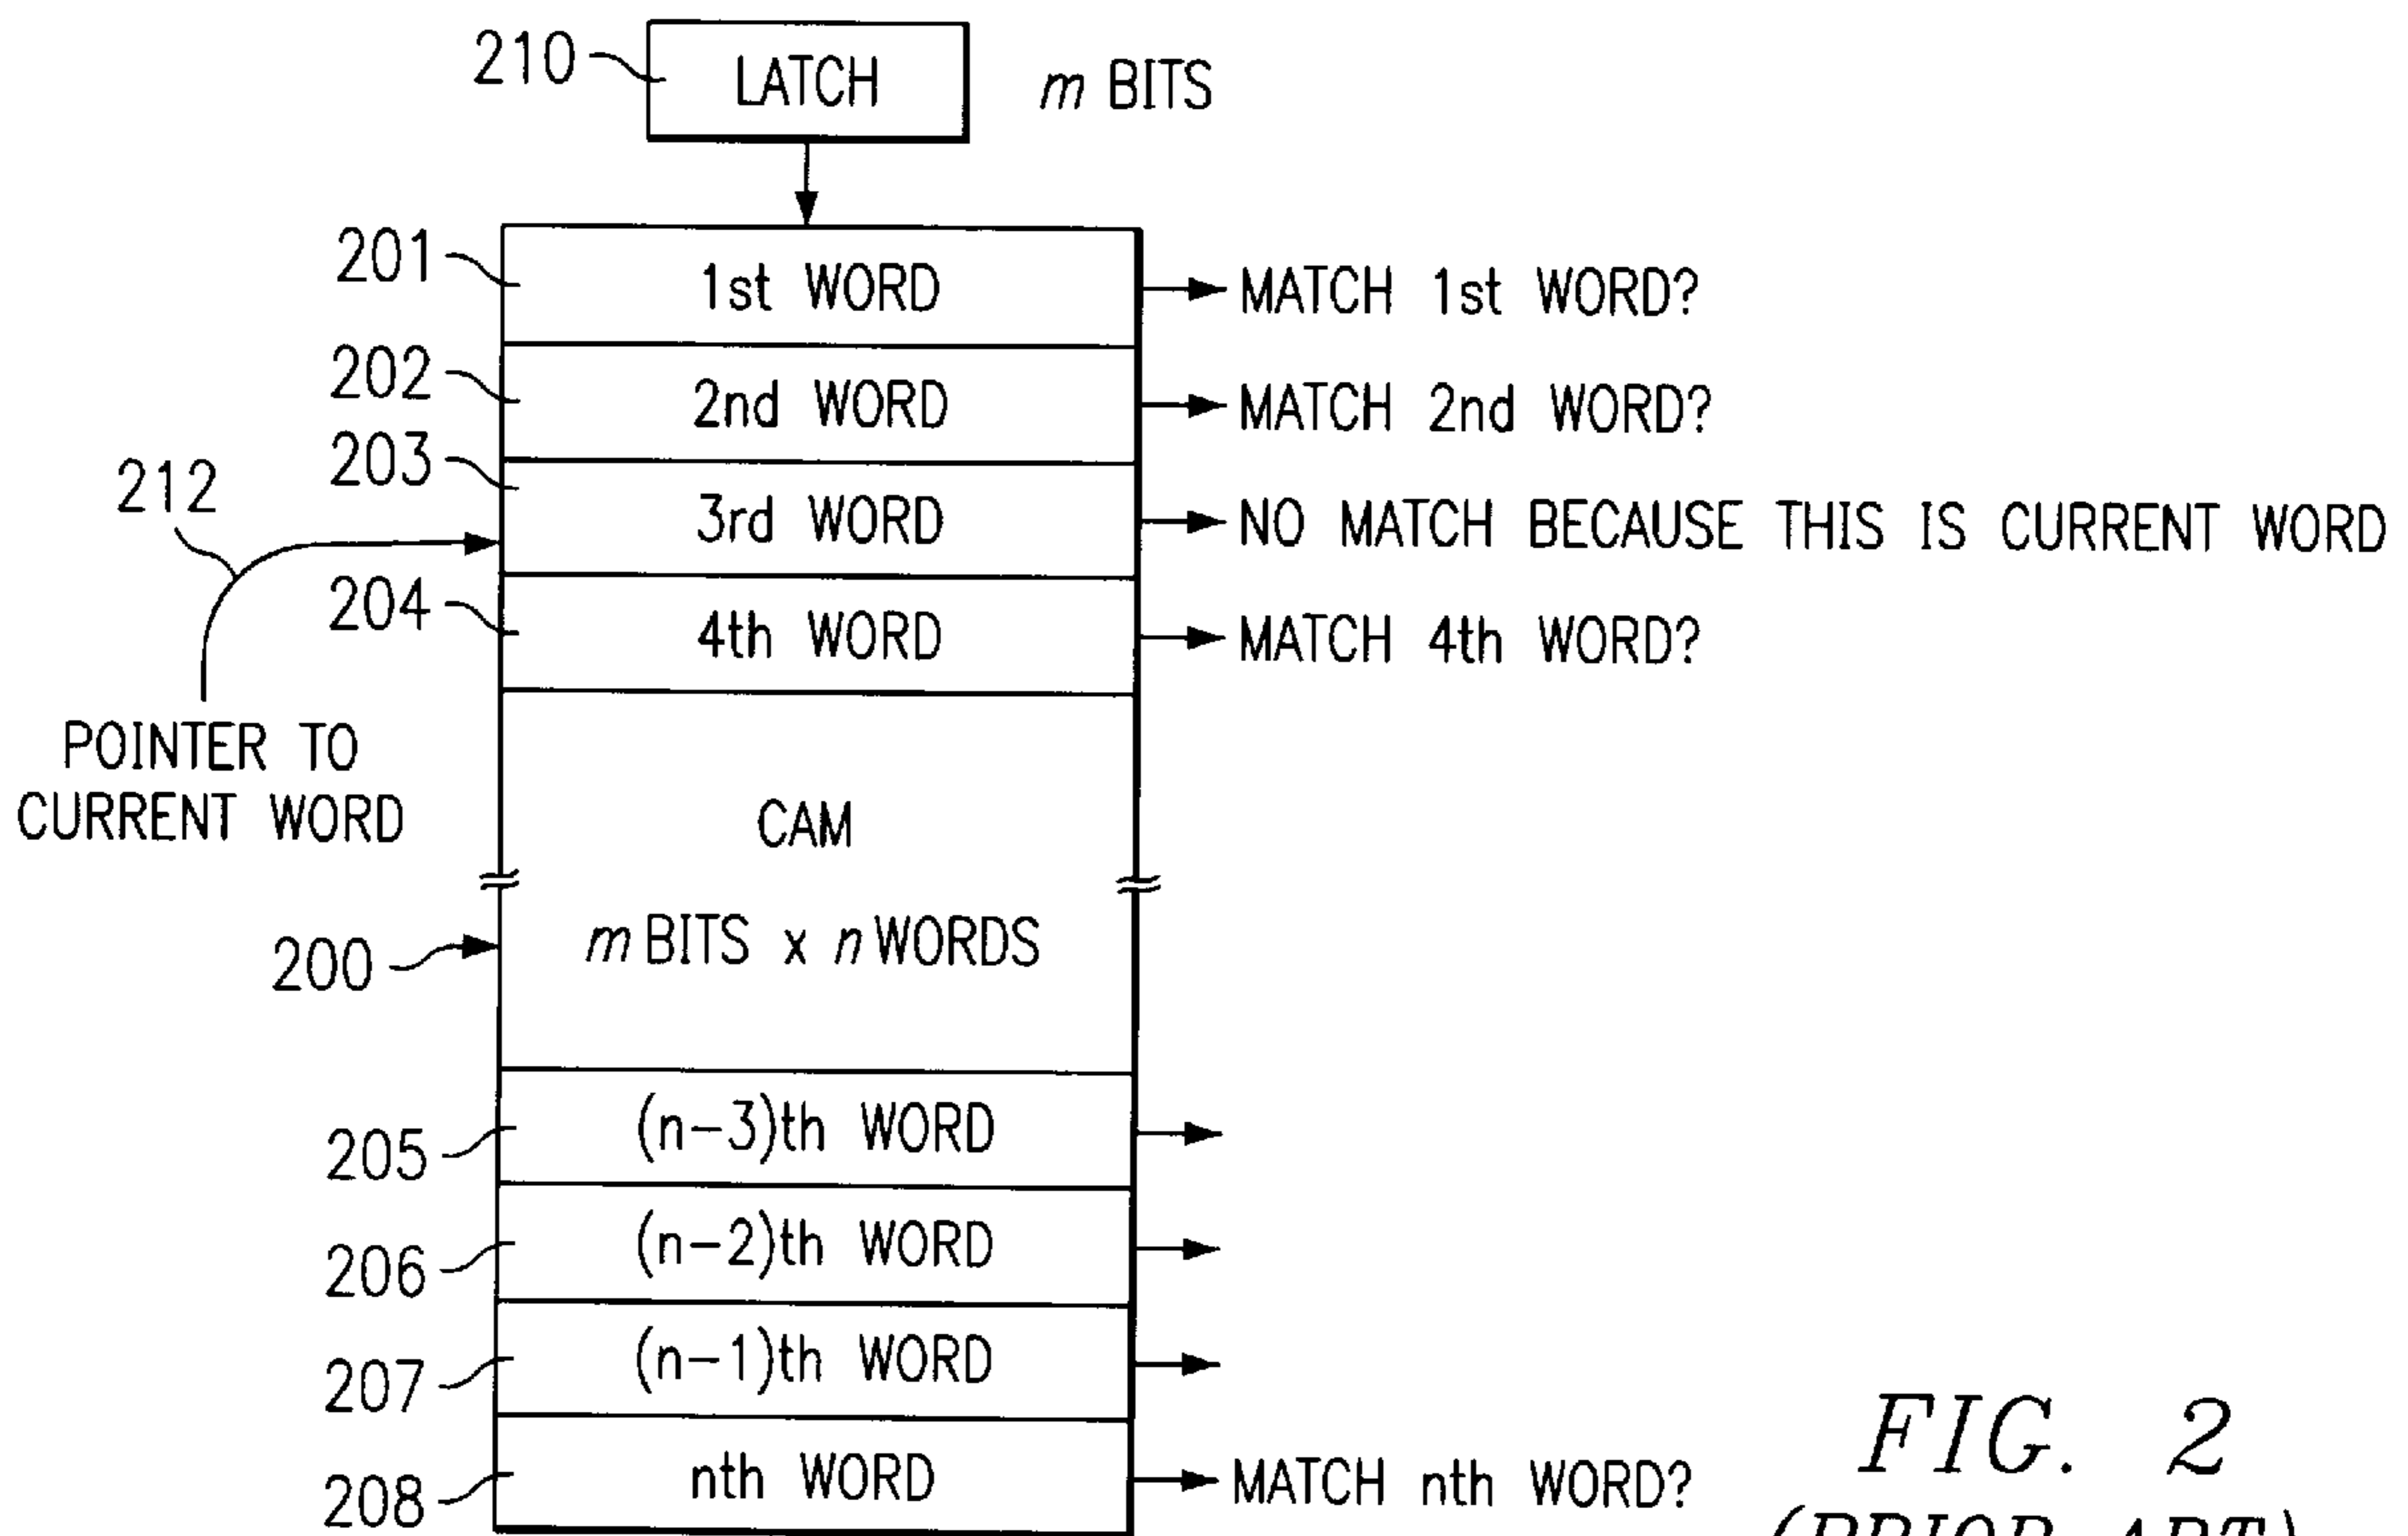 210 LATCH m BITS
201 1st WORD MATCH 1st WORD?
202 2nd WORD MATCH 2nd WORD?
203 3rd WORD NO MATCH BECAUSE THIS IS CURRENT WORD
212
204 4th WORD MATCH 4th WORD?
POINTER TO
CURRENT WORD
CAM
200 m BITS x n WORDS
205 (n-3)th WORD
206 (n-2)th WORD
207 (n-1)th WORD
208 nth WORD MATCH nth WORD?
FIG. 2
(PRIOR ART)